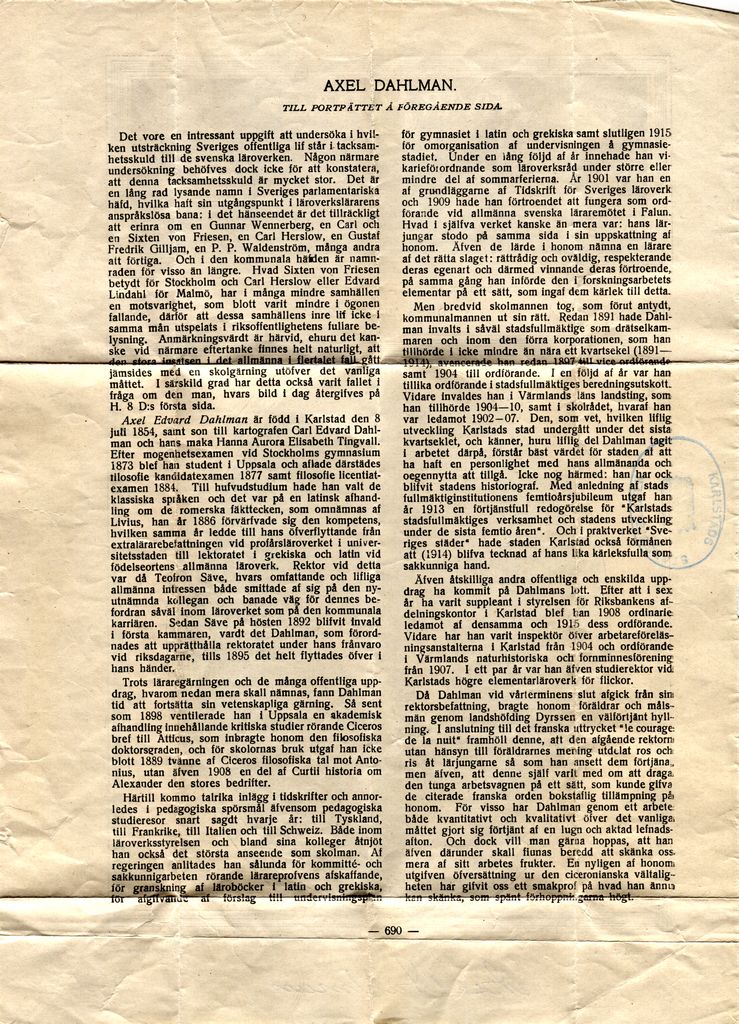 AXEL DAHLMAN.
TILL PORTRÄTTET Å FÖREGÅENDE SIDA.
Det vore en intressant uppgift att undersöka i hvil-
ken utsträckning Sveriges offentliga lif står i tacksam-
hetsskuld till de svenska läroverken. Någon närmare
undersökning behöfves dock icke för att konstatera,
att denna tacksamhetsskuld är mycket stor. Det är
en lång rad lysande namn i Sveriges parlamentariska
häfd, hvilka haft sin utgångspunkt i läroverkslärarens
anspråkslösa bana: i det hänseendet är det tillräckligt
att erinra om en Gunnar Wennerberg, en Carl och
en Sixten von Friesen, en Carl Herslow, en Gustaf
Fredrik Gilljam, en P. P. Waldenström, många andra
att förtiga. Och i den kommunala häfden är namn-
raden för visso än längre. Hvad Sixten von Friesen
betydt för Stockholm och Carl Herslow eller Edvard
Lindahl för Malmö, har i många mindre samhällen
en motsvarighet, som blott varit mindre i ögonen
fallande, därför att dessa samhällens inre lif icke i
samma mån utspelats i riksoffentlighetens fullare be-
lysning. Anmärkningsvärdt är härvid, ehuru det kan-
ske vid närmare eftertanke finnes helt naturligt, att
den stora insatsen i det allmänna i flertalet fall gått
jämsides med en skolgärning utöfver det vanliga
måttet. I särskild grad har detta också varit fallet i
fråga om den man, hvars bild i dag återgifves på
H. 8 D:s första sida.
Axel Edvard Dahlman är född i Karlstad den 8
juli 1854, samt son till kartografen Carl Edvard Dahl-
man och hans maka Hanna Aurora Elisabeth Tingvall.
Efter mogenhetsexamen vid Stockholms gymnasium
1873 blef han student i Uppsala och aflade därstädes
filosofie kandidatexamen 1877 samt filosofie licentiat-
examen 1884. Till hufvudstudium hade han valt de
klassiska språken och det var på en latinsk afhand-
ling om de romerska fäkttecken, som omnämnas af
Livius, han år 1886 förvärfvade sig den kompetens,
hvilken samma år ledde till hans öfverflyttande från
extralärarebefattningen vid profårsläroverket i univer-
sitetsstaden till lektoratet i grekiska och latin vid
födelseortens allmänna läroverk. Rektor vid detta
var då Teofron Säve, hvars omfattande och lifliga
allmänna intressen både smittade af sig på den ny-
utnämnda kollegan och banade väg för dennes be-
fordran såväl inom läroverket som på den kommunala
karriären. Sedan Säve på hösten 1892 blifvit invald
i första kammaren, vardt det Dahlman, som förord-
nades att upprätthålla rektoratet under hans frånvaro
vid riksdagarne, tills 1895 det helt flyttades öfver i
hans händer.
Trots läraregärningen och de många offentliga upp-
drag, hvarom nedan mera skall nämnas, fann Dahlman
tid att fortsätta sin vetenskapliga gärning. Så sent
som 1898 ventilerade han i Uppsala en akademisk
afhandling innehållande kritiska studier rörande Ciceros
bref till Atticus, som inbragte honom den filosofiska
doktorsgraden, och för skolornas bruk utgaf han icke
blott 1889 tvänne af Ciceros filosofiska tal mot Anto-
nius, utan äfven 1908 en del af Curtii historia om
Alexander den stores bedrifter.
Härtill kommo talrika inlägg i tidskrifter och annor-
ledes i pedagogiska spörsmål äfvensom pedagogiska
studieresor snart sagdt hvarje år: till Tyskland,
till Frankrike, till Italien och till Schweiz. Både inom
läroverksstyrelsen och bland sina kolleger åtnjöt
han också det största anseende som skolman. Af
regeringen anlitades han sålunda för kommitté- och
sakkunnigarbeten rörande lärareprofvens afskaffande,
för granskning af läroböcker i latin och grekiska,
för afgifvande af förslag till undervisningsplan
för gymnasiet i latin och grekiska samt slutligen 1915
för omorganisation af undervisningen å gymnasie-
stadiet. Under en lång följd af år innehade han vi-
karieförordnande som läroverksråd under större eller
mindre del af sommarferierna. År 1901 var han en
af grundläggarne af Tidskrift för Sveriges läroverk
och 1909 hade han förtroendet att fungera som ord-
förande vid allmänna svenska läraremötet i Falun.
Hvad i själfva verket kanske än mera var: hans lär-
jungar stodo på samma sida i sin uppskattning af
honom. Äfven de lärde i honom nämna en lärare
af det rätta slaget: rättrådig och oväldig, respekterande
deras egenart och därmed vinnande deras förtroende,
på samma gång han införde den i forskningsarbetets
elementar på ett sätt, som ingaf dem kärlek till detta.
Men bredvid skolmannen tog, som förut antydt,
kommunalmannen ut sin rätt. Redan 1891 hade Dahl-
man invalts i såväl stadsfullmäktige som drätselkam-
maren och inom den förra korporationen, som han
tillhörde i icke mindre än nära ett kvartsekel (1891—
1914), avancerade han redan 1897 till vice ordförande
samt 1904 till ordförande. I en följd af år var han
tillika ordförande i stadsfullmäktiges beredningsutskott.
Vidare invaldes han i Värmlands läns landsting, som
han tillhörde 1904—10, samt i skolrådet, hvaraf han
var ledamot 1902—07. Den, som vet, hvilken liflig
utveckling Karlstads stad undergått under det sista
kvartseklet, och känner, huru liflig del Dahlman tagit
i arbetet därpå, förstår bäst värdet för staden af att
ha haft en personlighet med hans allmänanda och
oegennytta att tillgå. Icke nog härmed: han har ock
blifvit stadens historiograf. Med anledning af stads
fullmäktiginstitutionens femtioårsjubileum utgaf han
år 1913 en förtjänstfull redogörelse för "Karlstads
stadsfullmäktiges verksamhet och stadens utveckling
under de sista femtio åren". Och i praktverket "Sve-
riges städer" hade staden Karlstad också förmånen
att (1914) blifva tecknad af hans lika kärleksfulla som
sakkunniga hand.
Äfven åtskilliga andra offentliga och enskilda upp-
drag ha kommit på Dahlmans lott. Efter att i sex
år ha varit suppleant i styrelsen för Riksbankens af-
delningskontor i Karlstad blef han 1908 ordinarie
ledamot af densamma och 1915 dess ordförande.
Vidare har han varit inspektör öfver arbetareföreläs-
ningsanstalterna i Karlstad från 1904 och ordförande
i Värmlands naturhistoriska och fornminnesförening
från 1907. I ett par år var han äfven studierektor vid
Karlstads högre elementarläroverk för flickor.
Då Dahlman vid vårterminens slut afgick från sin
rektorsbefattning, bragte honom föräldrar och måls-
män genom landshöfding Dyrssen en välförtjänt hyll-
ning. I anslutning till det franska uttrycket "le courage
de la nuit" framhöll denne, att den afgående rektorn
utan hänsyn till föräldrarnes mening utdelat ros och
ris åt lärjungarne så som han ansett dem förtjäna,
men äfven, att denne själf varit med om att draga
den tunga arbetsvagnen på ett sätt, som kunde gifva
de citerade franska orden bokstaflig tillämpning på
honom. För visso har Dahlman genom ett arbete
både kvantitativt och kvalitativt öfver det vanliga
måttet gjort sig förtjänt af en lugn och aktad lefnads-
afton. Och dock vill man gärna hoppas, att han
äfven därunder skall finnas beredd att skänka oss
mera af sitt arbetes frukter. En nyligen af honom
utgifven öfversättning ur den ciceronianska vältalig-
heten har gifvit oss ett smakprof på hvad han ännu
kan skänka, som spänt förhoppningarna högt.
— 690 —
KARLSTADS